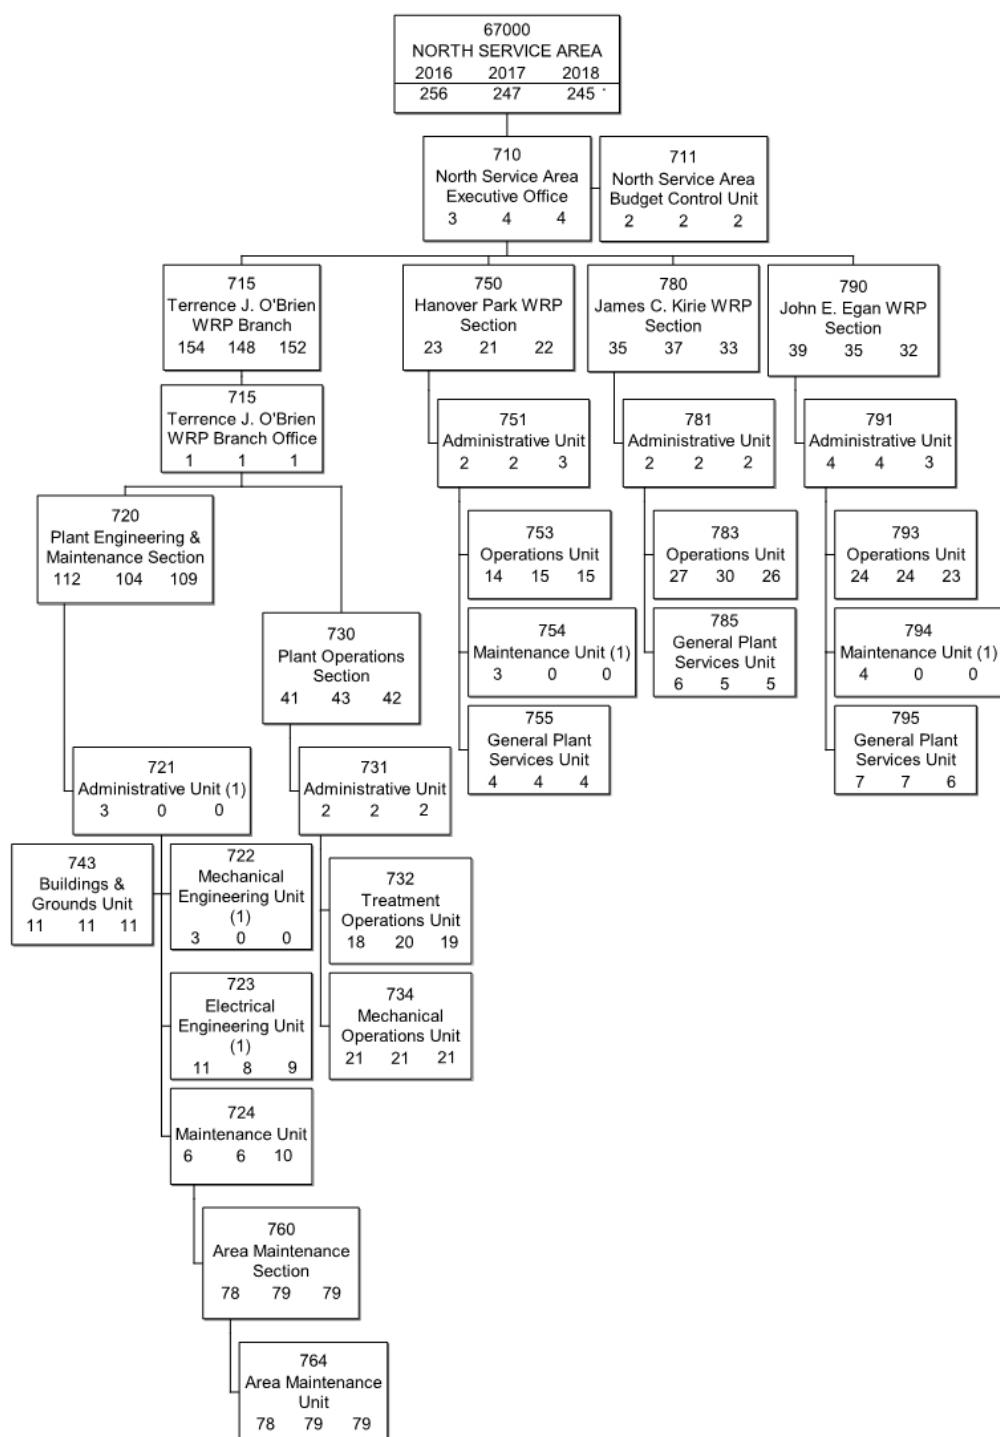 67000
NORTH SERVICE AREA
2016 2017 2018
256 247 245
710
North Service Area
Executive Office
3 4 4
711
North Service Area
Budget Control Unit
2 2 2
715
Terrence J. O'Brien
WRP Branch
154 148 152
750
Hanover Park WRP
Section
23 21 22
780
James C. Kirie WRP
Section
35 37 33
790
John E. Egan WRP
Section
39 35 32
715
Terrence J. O'Brien
WRP Branch Office
1 1 1
751
Administrative Unit
2 2 3
781
Administrative Unit
2 2 2
791
Administrative Unit
4 4 3
720
Plant Engineering &
Maintenance Section
112 104 109
753
Operations Unit
14 15 15
783
Operations Unit
27 30 26
793
Operations Unit
24 24 23
730
Plant Operations
Section
41 43 42
754
Maintenance Unit (1)
3 0 0
785
General Plant
Services Unit
6 5 5
794
Maintenance Unit (1)
4 0 0
755
General Plant
Services Unit
4 4 4
795
General Plant
Services Unit
7 7 6
721
Administrative Unit (1)
3 0 0
731
Administrative Unit
2 2 2
743
Buildings &
Grounds Unit
11 11 11
722
Mechanical
Engineering Unit
(1)
3 0 0
732
Treatment
Operations Unit
18 20 19
723
Electrical
Engineering Unit
(1)
11 8 9
734
Mechanical
Operations Unit
21 21 21
724
Maintenance Unit
6 6 10
760
Area Maintenance
Section
78 79 79
764
Area Maintenance
Unit
78 79 79